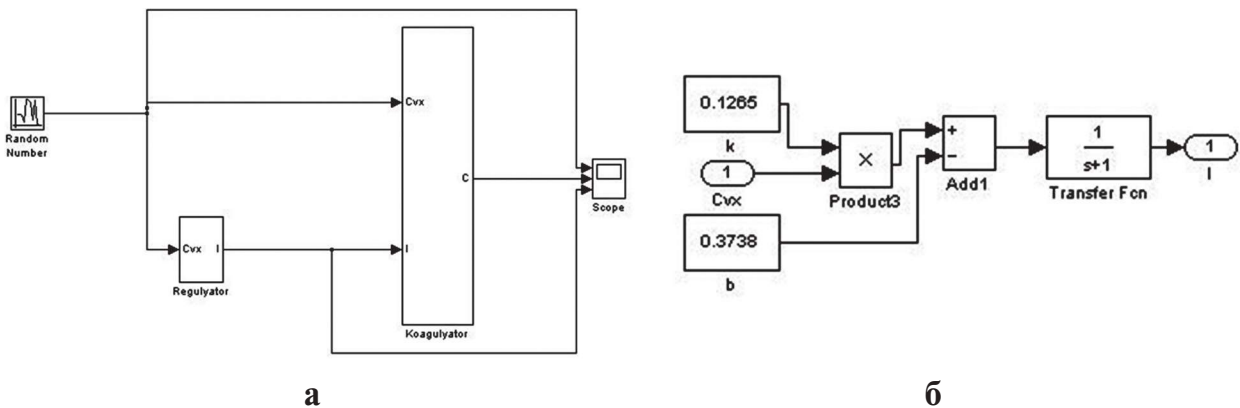 Random
Number
Cvx
I
Regulyator
Cvx
C
I
Koagulyator
Scope
а
0.1265
k
1
Cvx
0.3738
b
×
Product3
+
−
Add1
1
s+1
Transfer Fcn
1
I
б